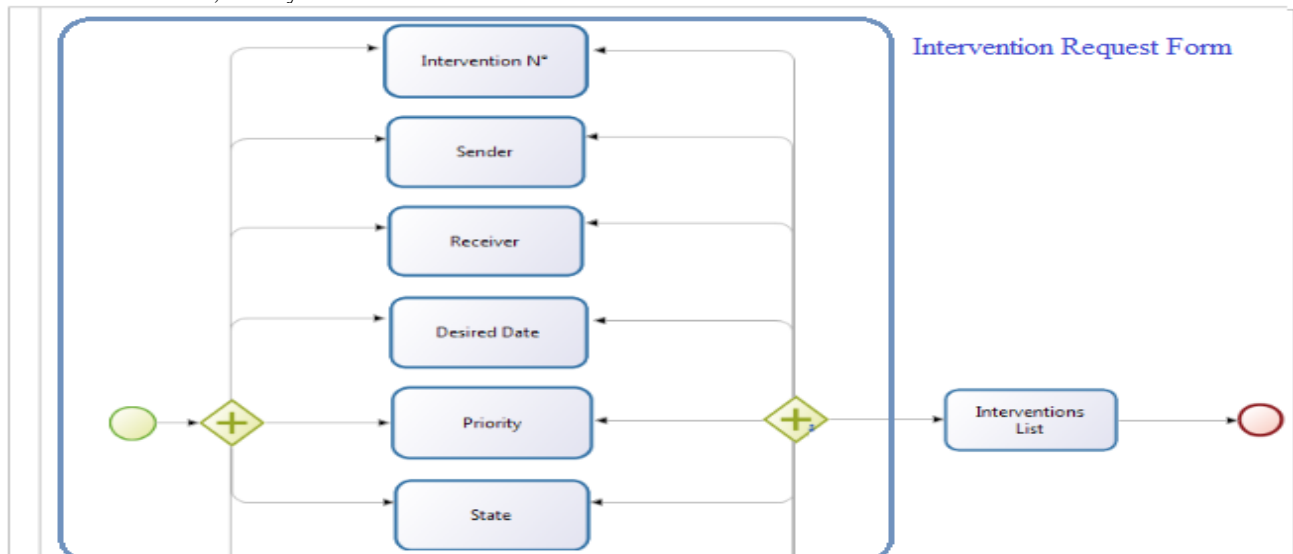 Intervention N°
Intervention Request Form
Sender
Receiver
Desired Date
Priority
Interventions
List
State